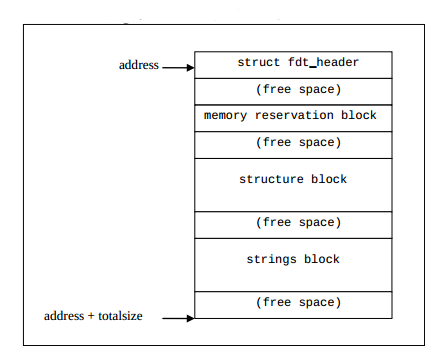 address
struct fdt_header
(free space)
memory reservation block
(free space)
structure block
(free space)
strings block
(free space)
address + totalsize